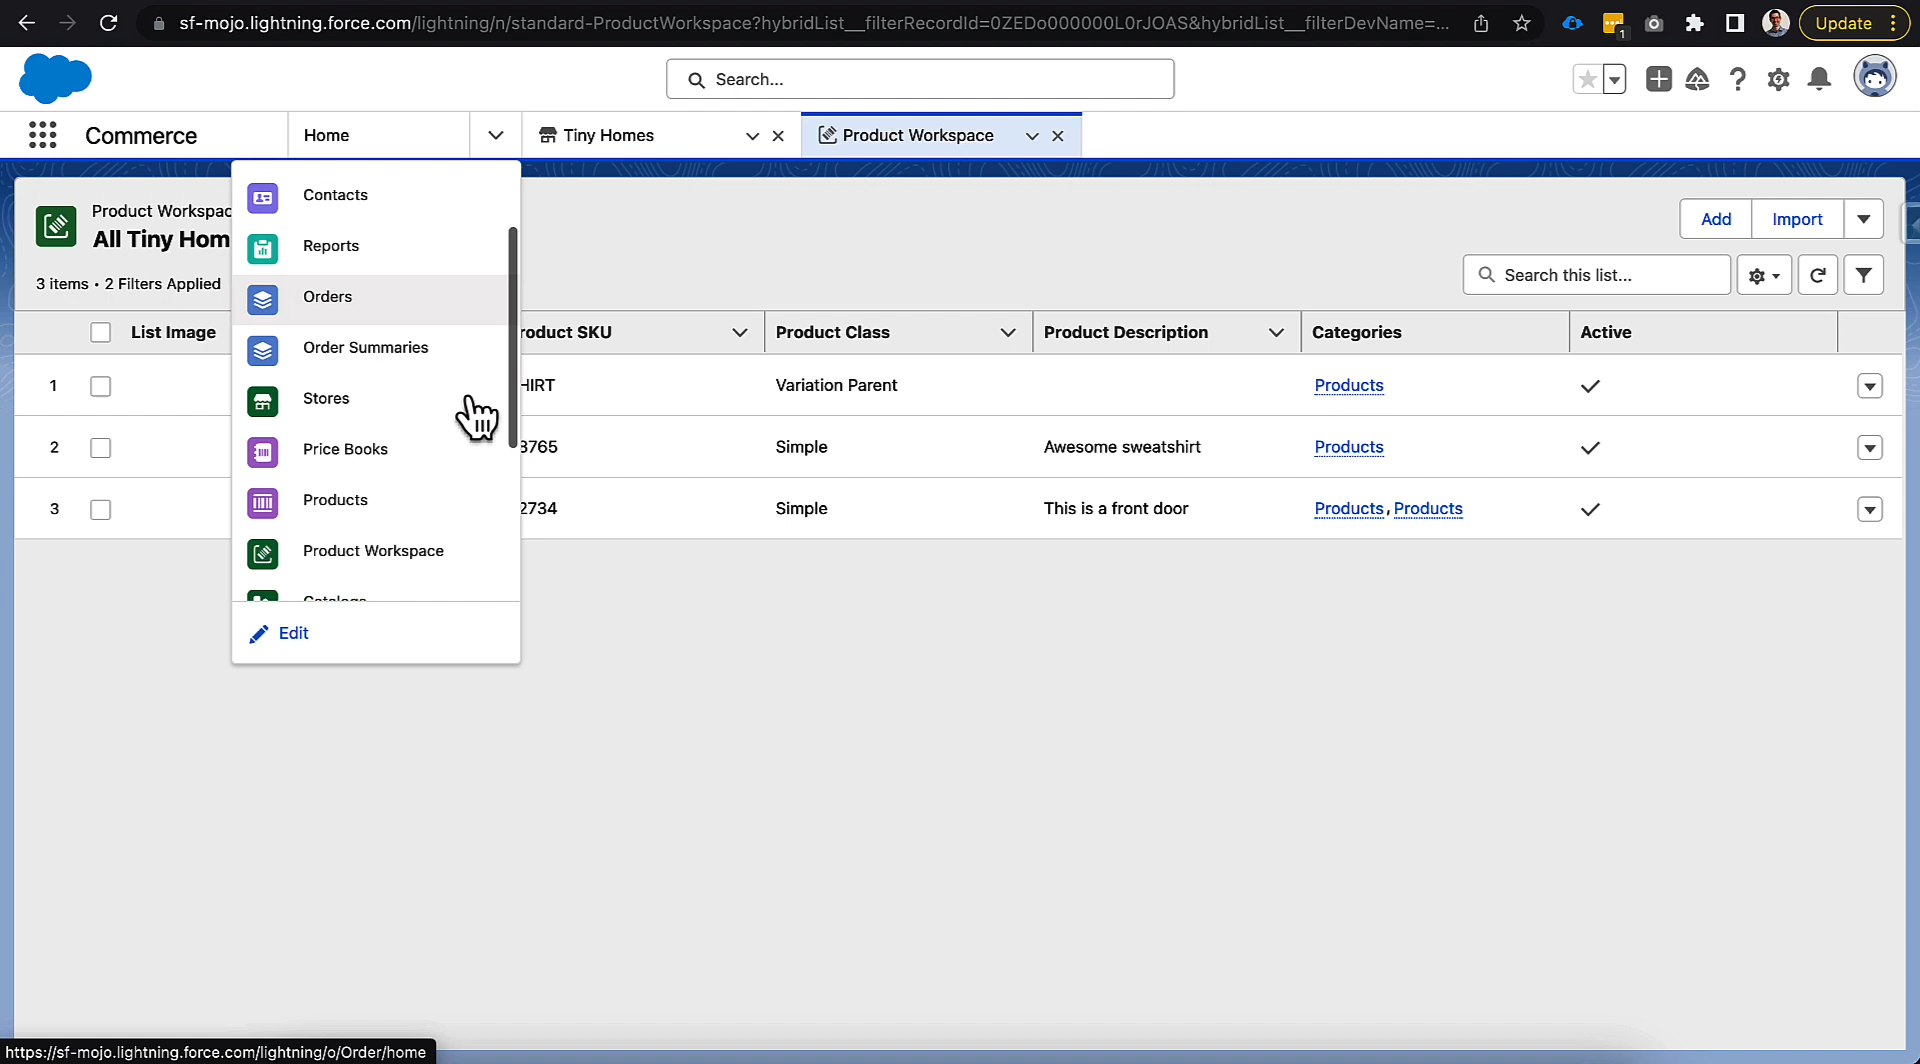 sf-mojo.lightning.force.com/lightning/n/standard-ProductWorkspace?hybridList__filterRecordId=0ZEDo000000L0rJOAS&hybridList__filterDevName=...
1
Update
Search...
Commerce
Home
Tiny Homes
Product Workspace
Contacts
Reports
Orders
Order Summaries
Stores
Price Books
Products
Product Workspace
Catalogs
Edit
Product Workspac
All Tiny Hom
3 items • 2 Filters Applied
Add
Import
Search this list...
List Image
roduct SKU
Product Class
Product Description
Categories
Active
1
HIRT
Variation Parent
Products
2
8765
Simple
Awesome sweatshirt
Products
3
2734
Simple
This is a front door
Products, Products
https://sf-mojo.lightning.force.com/lightning/o/Order/home